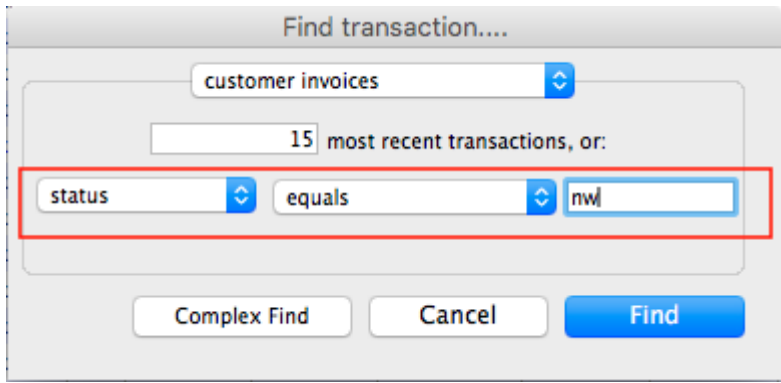 Find transaction....
customer invoices
15 most recent transactions, or:
status equals nw
Complex Find Cancel Find